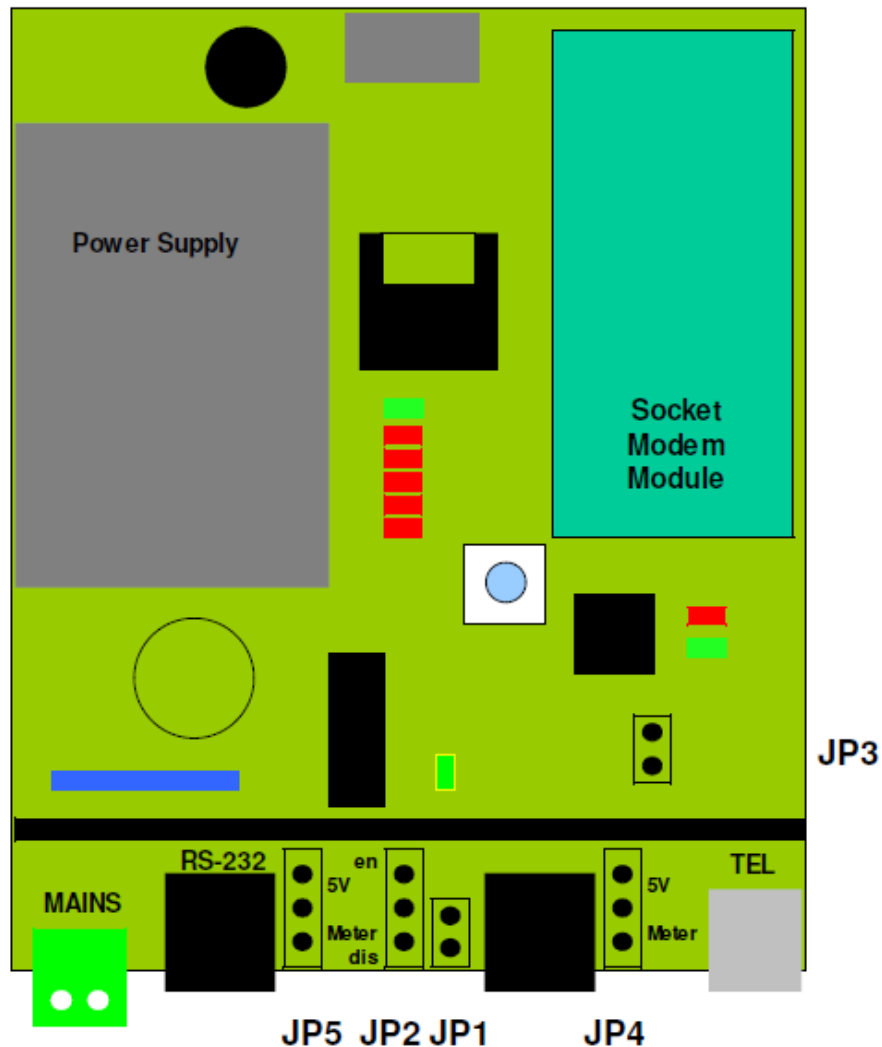 Power Supply
Socket
Modem
Module
JP3
RS-232
en
TEL
5V
5V
MAINS
Meter
Meter
dis
JP5 JP2 JP1 JP4